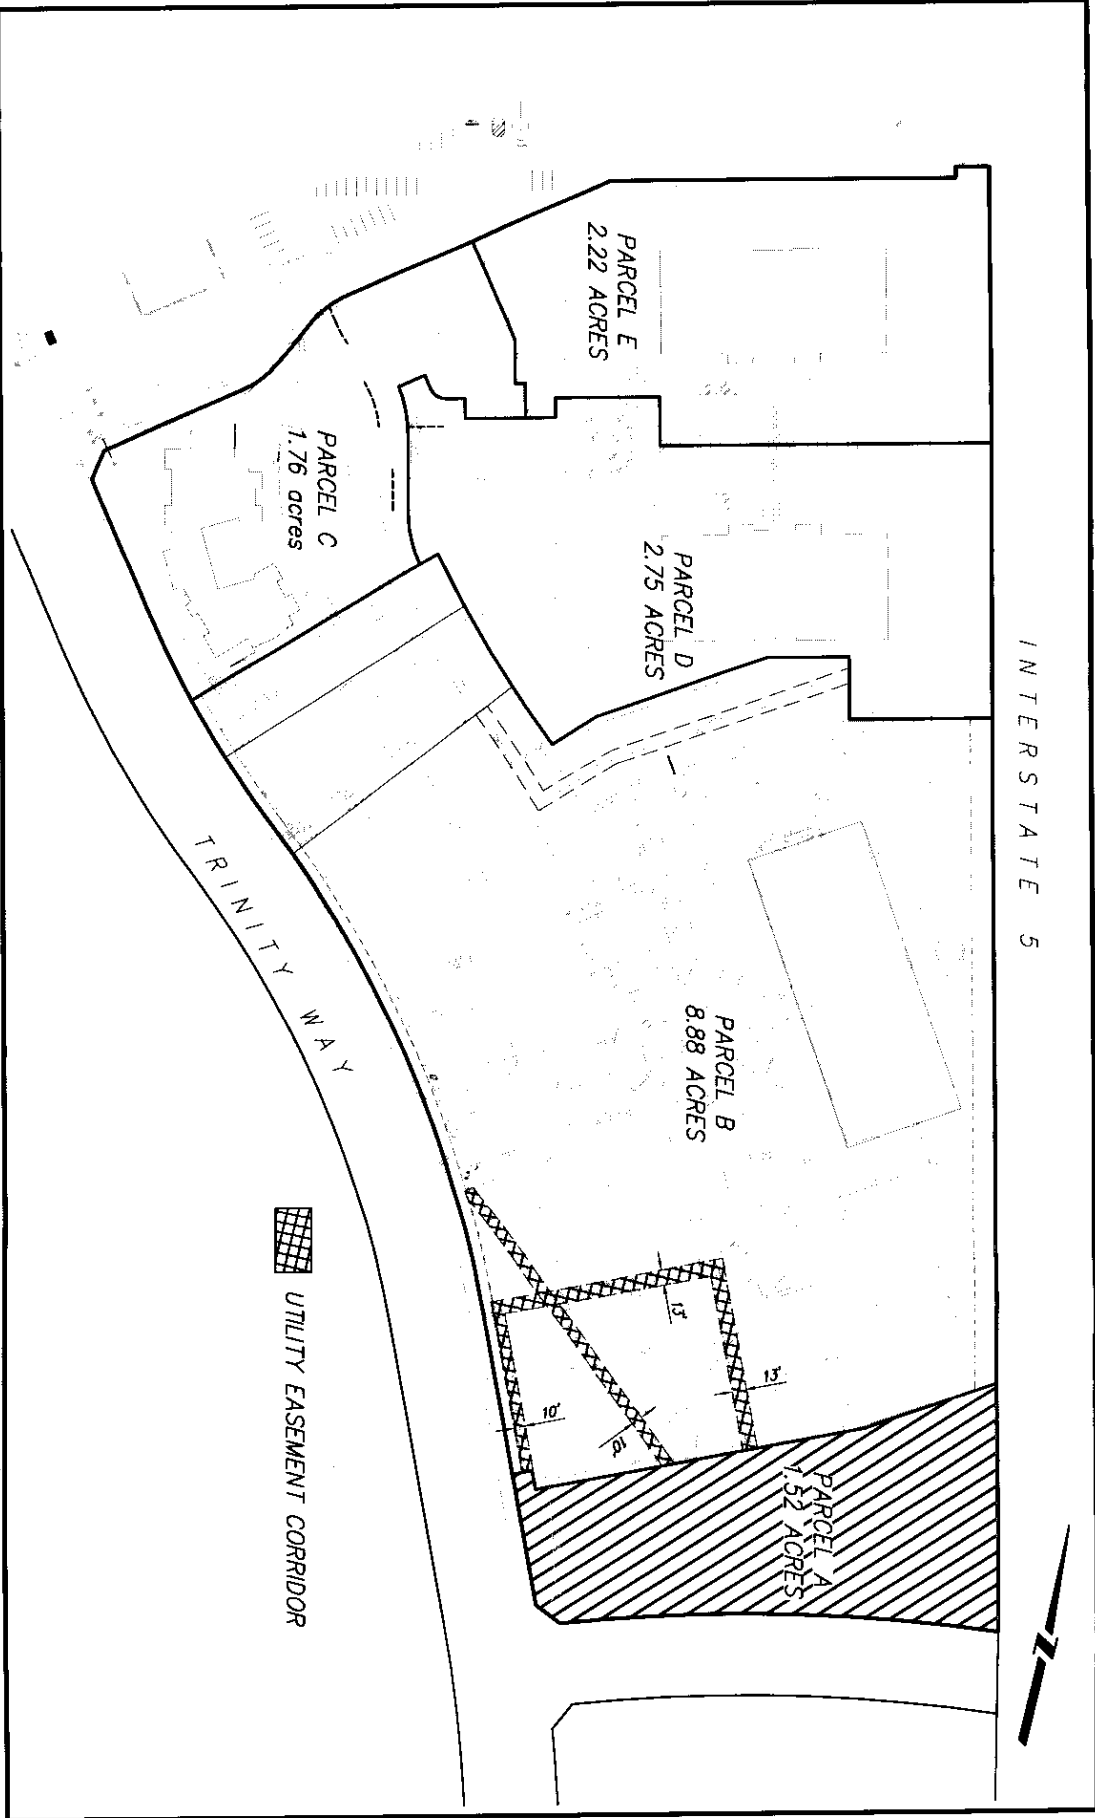 INTERSTATE 5
PARCEL E
2.22 ACRES
PARCEL C
1.76 acres
PARCEL D
2.75 ACRES
TRINITY WAY
PARCEL B
8.88 ACRES
13'
13'
10'
10'
PARCEL A
1.52 ACRES
UTILITY EASEMENT CORRIDOR
N